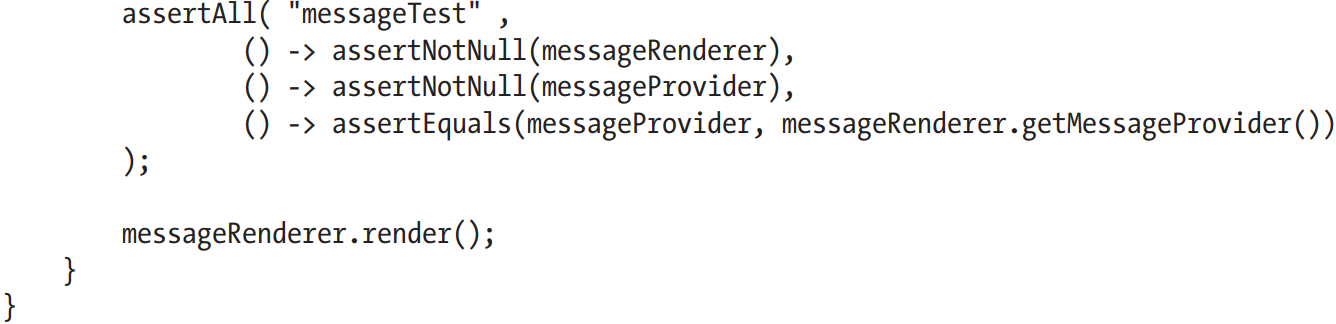 assertAll( "messageTest" ,
() -> assertNotNull(messageRenderer),
() -> assertNotNull(messageProvider),
() -> assertEquals(messageProvider, messageRenderer.getMessageProvider())
);
messageRenderer.render();
}
}